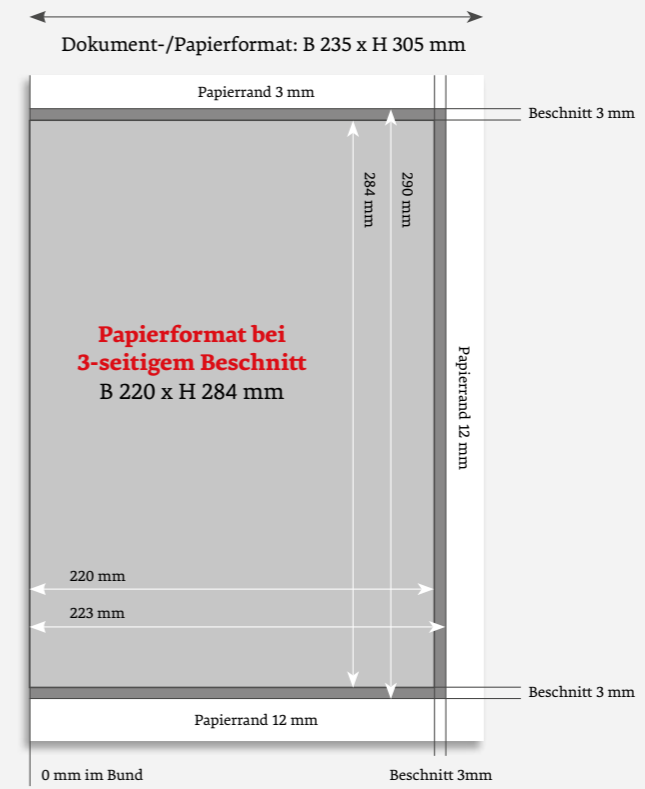 Dokument-/Papierformat: B 235 x H 305 mm
Papierrand 3 mm
Beschnitt 3 mm
284 mm
290 mm
Papierformat bei
3-seitigem Beschnitt
B 220 x H 284 mm
Papierrand 12 mm
220 mm
223 mm
Beschnitt 3 mm
Papierrand 12 mm
0 mm im Bund
Beschnitt 3mm